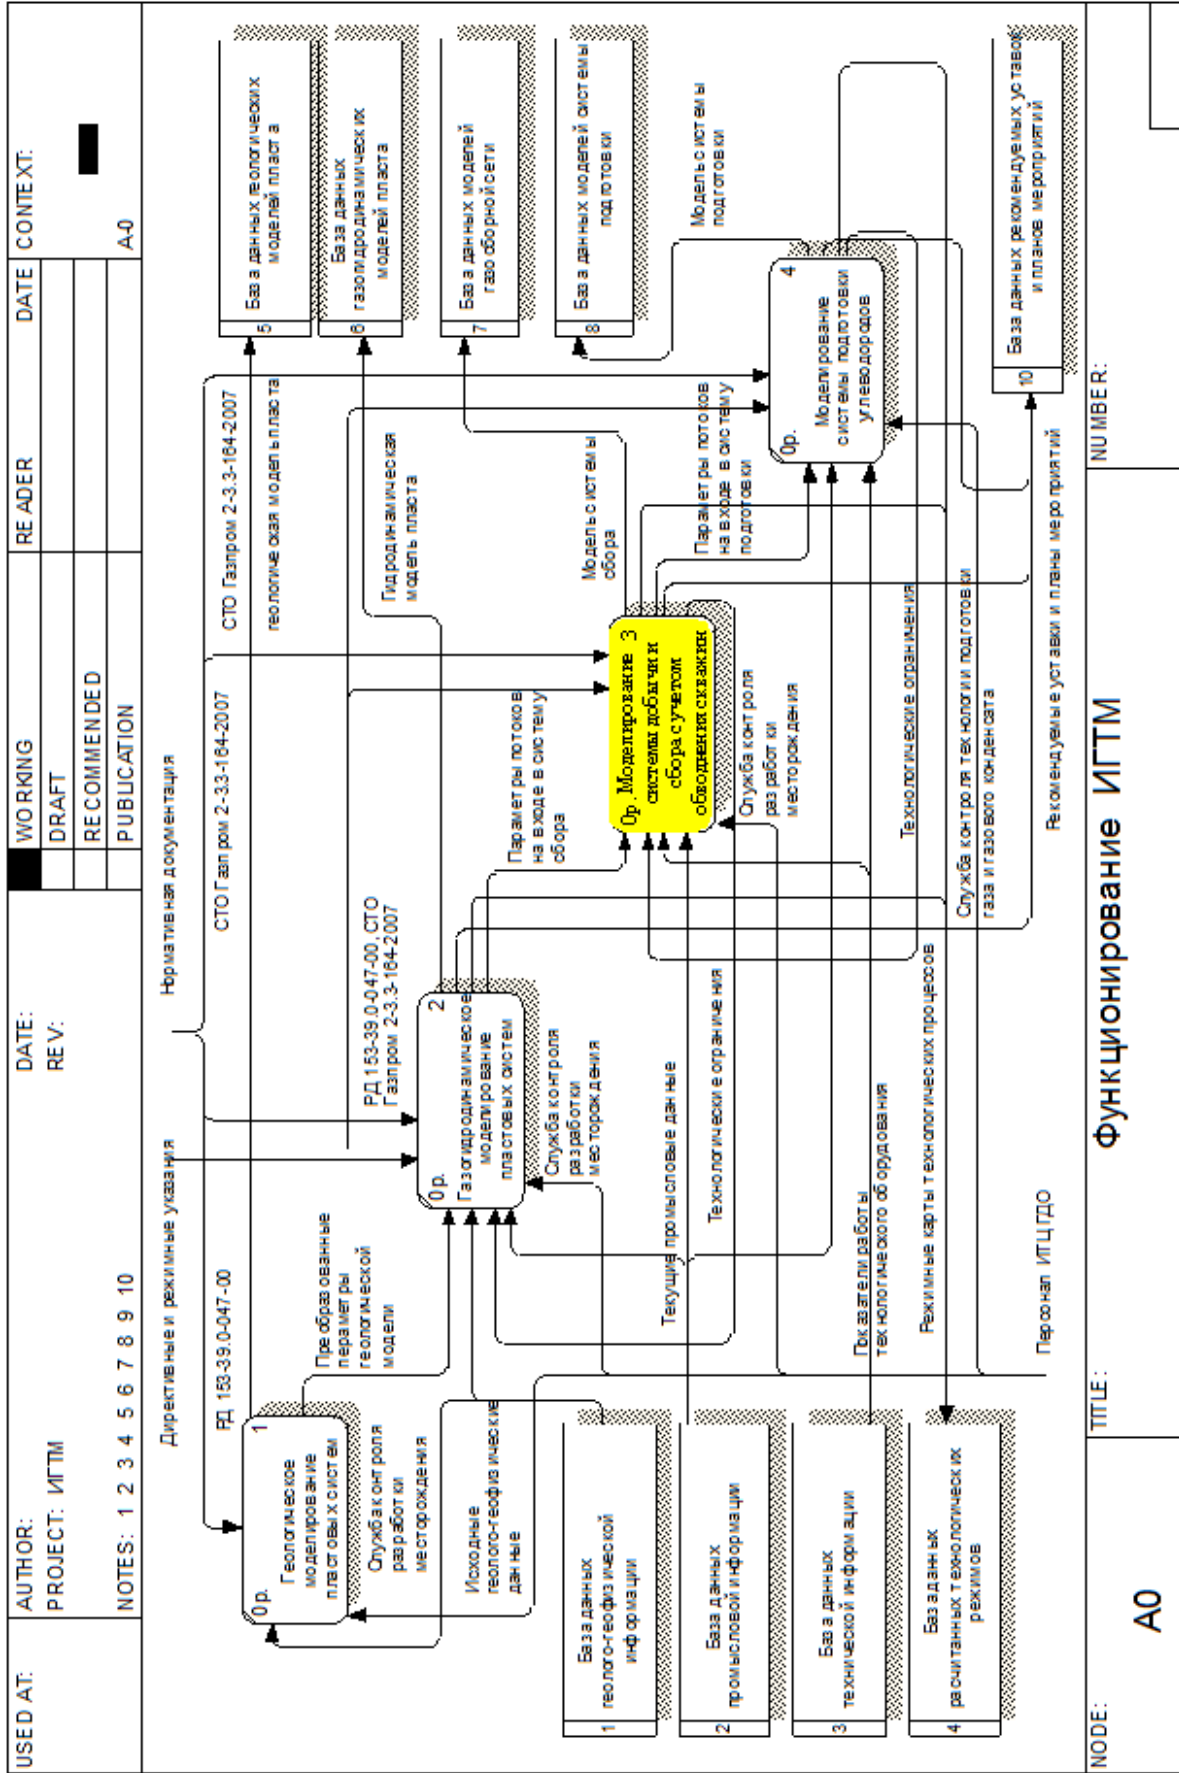 USED AT:
AUTHOR:
PROJECT: ИГТМ
NOTES: 1 2 3 4 5 6 7 8 9 10
DATE:
REV:
WORKING
DRAFT
RECOMMENDED
PUBLICATION
READER
DATE
CONTEXT:
A-0
Директивные и режимные указания
Нормативная документация
РД 153-39.0-047-00
СТО Газпром 2-3.3-164-2007
СТО Газпром 2-3.3-164-2007
геологическая модель пласта
0р.
1
Геологическое
моделирование
пластовых систем
Преобразованные
пераметры
геологической
модели
Служба контроля
разработки
месторождения
Исходные
геолого-геофизические
данные
РД 153-39.0-047-00, СТО
Газпром 2-3.3-164-2007
0р.
2
Газогидродинамическое
моделирование
пластовых систем
Гидродинамическая
модель пласта
Параметры потоков
на входе в систему
сбора
Служба контроля
разработки
месторождения
0р.
3
Моделирование
системы добычи и
сбора с учетом
обводнения скважин
Модель системы
сбора
Параметры потоков
на входе в систему
подготовки
Служба контроля
разработки
месторождения
0р.
4
Моделирование
системы подготовки
углеводородов
Модель системы
подготовки
Текущие промысловые данные
Технологические ограничения
Технологические ограничения
Показатели работы
технологического оборудования
Режимные карты технологических процессов
Служба контроля технологии подготовки
газа и газового конденсата
Рекомендуемые уставки и планы мероприятий
Персонал ИТЦ ГДО
1
База данных
геолого-геофизической
информации
2
База данных
промысловой информации
3
База данных
технической информации
4
База данных
расчитанных технологических
режимов
5
База данных геологических
моделей пласта
6
База данных
газогидродинамических
моделей пласта
7
База данных моделей
газосборной сети
8
База данных моделей системы
подготовки
10
База данных рекомендуемых уставок
и планов мероприятий
NODE:
A0
TITLE:
Функционирование ИГТМ
NUMBER: